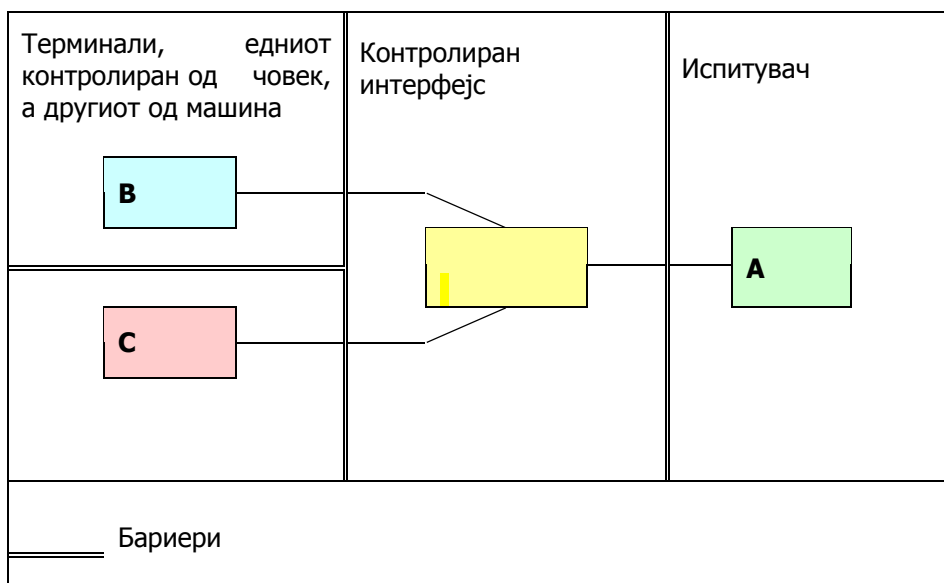 Терминали, едниот
контролиран од човек,
а другиот од машина
Контролиран
интерфејс
Испитувач
B
A
C
Бариери